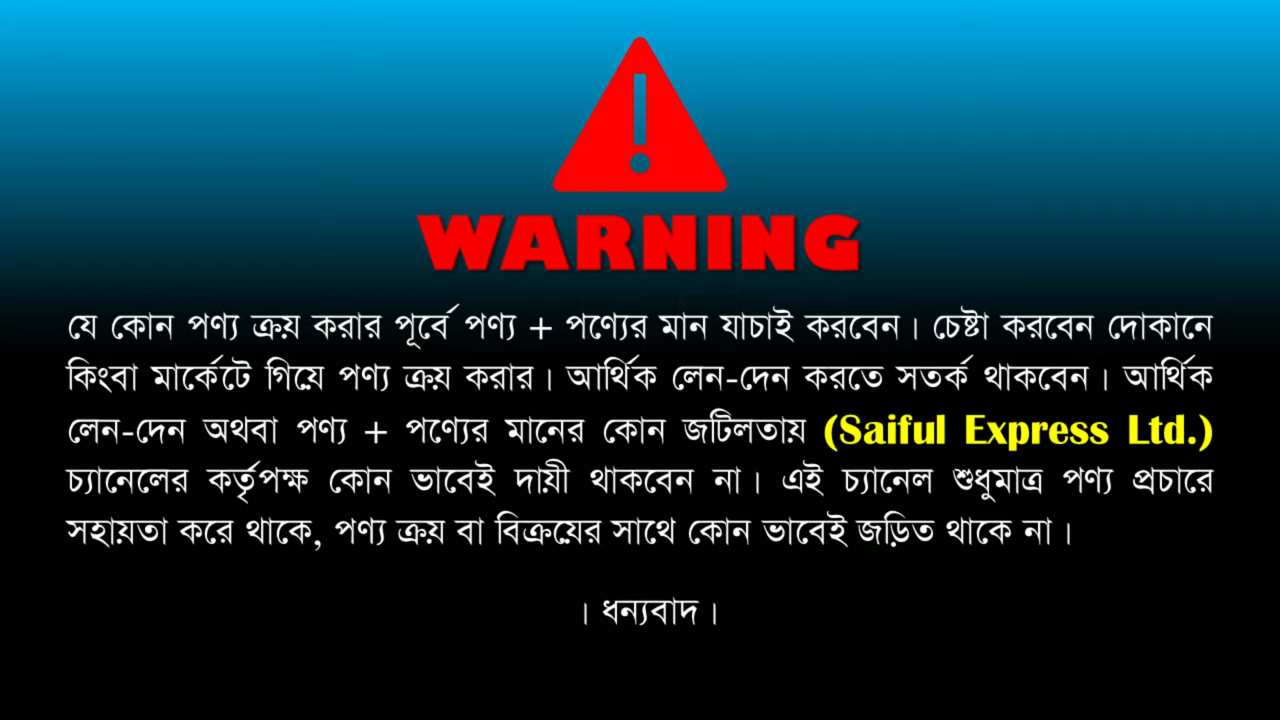 WARNING
যে কোন পণ্য ক্রয় করার পূর্বে পণ্য + পণ্যের মান যাচাই করবেন। চেষ্টা করবেন দোকানে
কিংবা মার্কেটে গিয়ে পণ্য ক্রয় করার। আর্থিক লেন-দেন করতে সতর্ক থাকবেন। আর্থিক
লেন-দেন অথবা পণ্য + পণ্যের মানের কোন জটিলতায় (Saiful Express Ltd.)
চ্যানেলের কর্তৃপক্ষ কোন ভাবেই দায়ী থাকবেন না। এই চ্যানেল শুধুমাত্র পণ্য প্রচারে
সহায়তা করে থাকে, পণ্য ক্রয় বা বিক্রয়ের সাথে কোন ভাবেই জড়িত থাকে না।
। ধন্যবাদ।